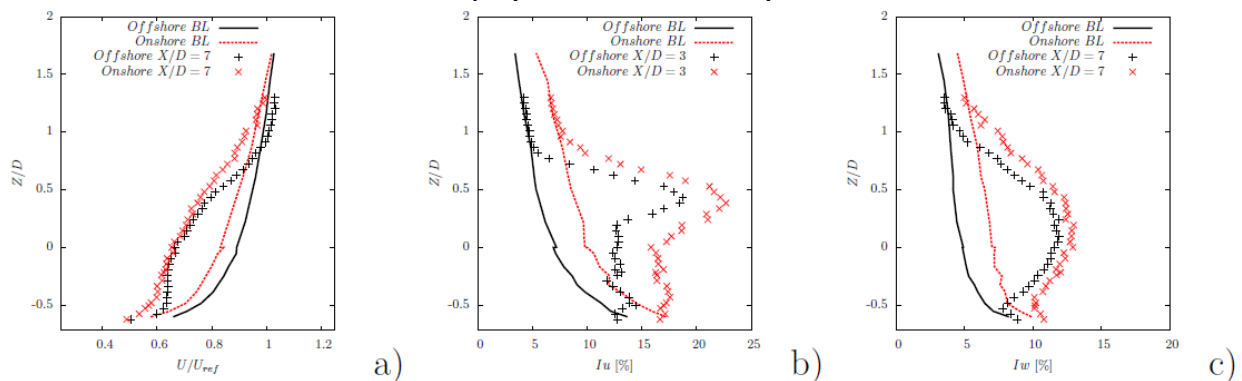 2
1.5
1
0.5
0
-0.5
Z/D
0.4
0.6
0.8
1
1.2
U/U_ref
Offshore BL
Onshore BL
Offshore X/D = 7
Onshore X/D = 7
a)
2
1.5
1
0.5
0
-0.5
Z/D
0
5
10
15
20
25
Iu [%]
Offshore BL
Onshore BL
Offshore X/D = 3
Onshore X/D = 3
b)
2
1.5
1
0.5
0
-0.5
Z/D
0
5
10
15
20
Iw [%]
Offshore BL
Onshore BL
Offshore X/D = 7
Onshore X/D = 7
c)